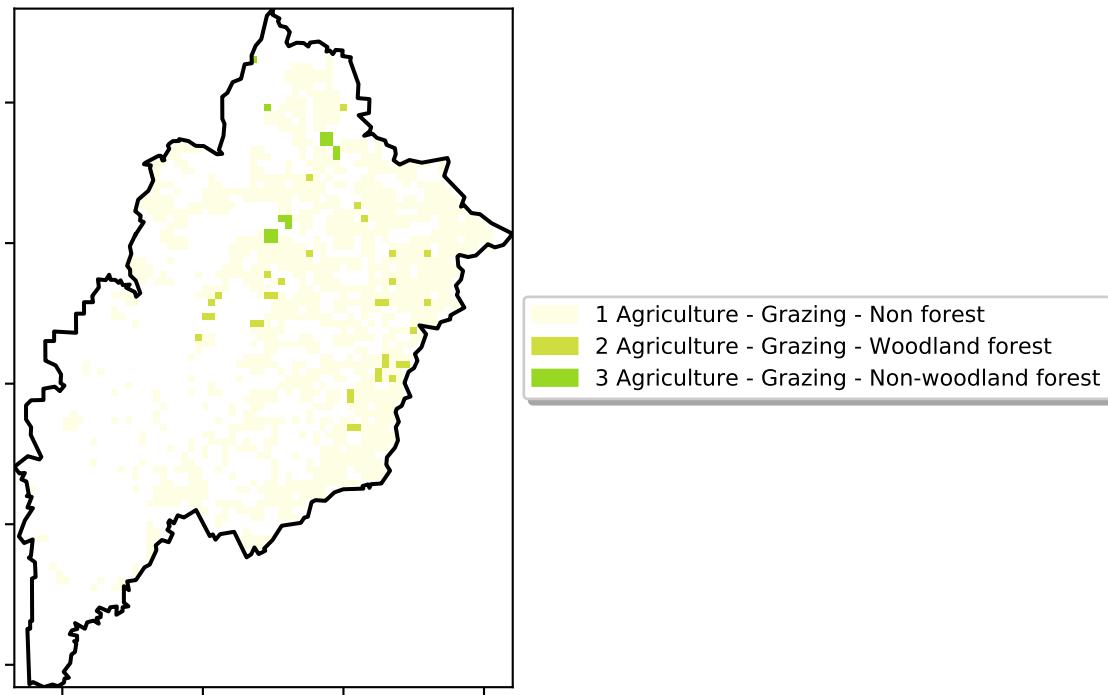 1 Agriculture - Grazing - Non forest
2 Agriculture - Grazing - Woodland forest
3 Agriculture - Grazing - Non-woodland forest